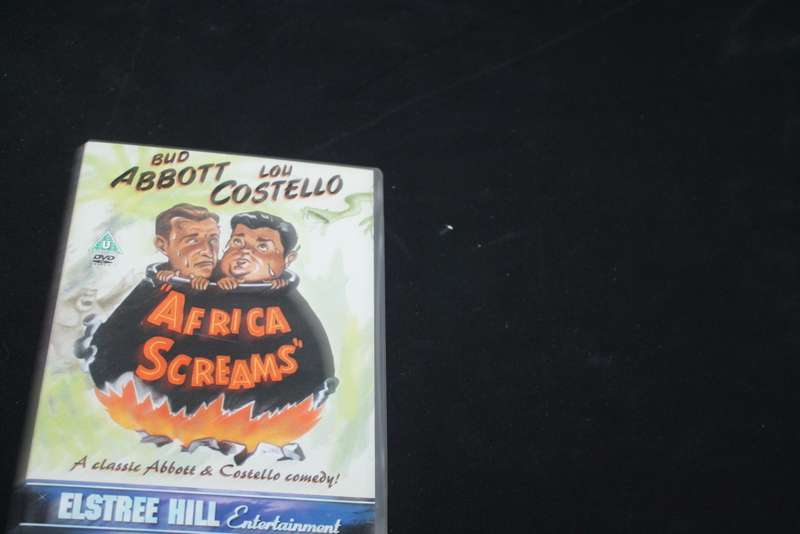 BUD LOU
ABBOTT COSTELLO
U
DVD
"AFRICA
SCREAMS"
A classic Abbott & Costello comedy!
ELSTREE HILL Entertainment